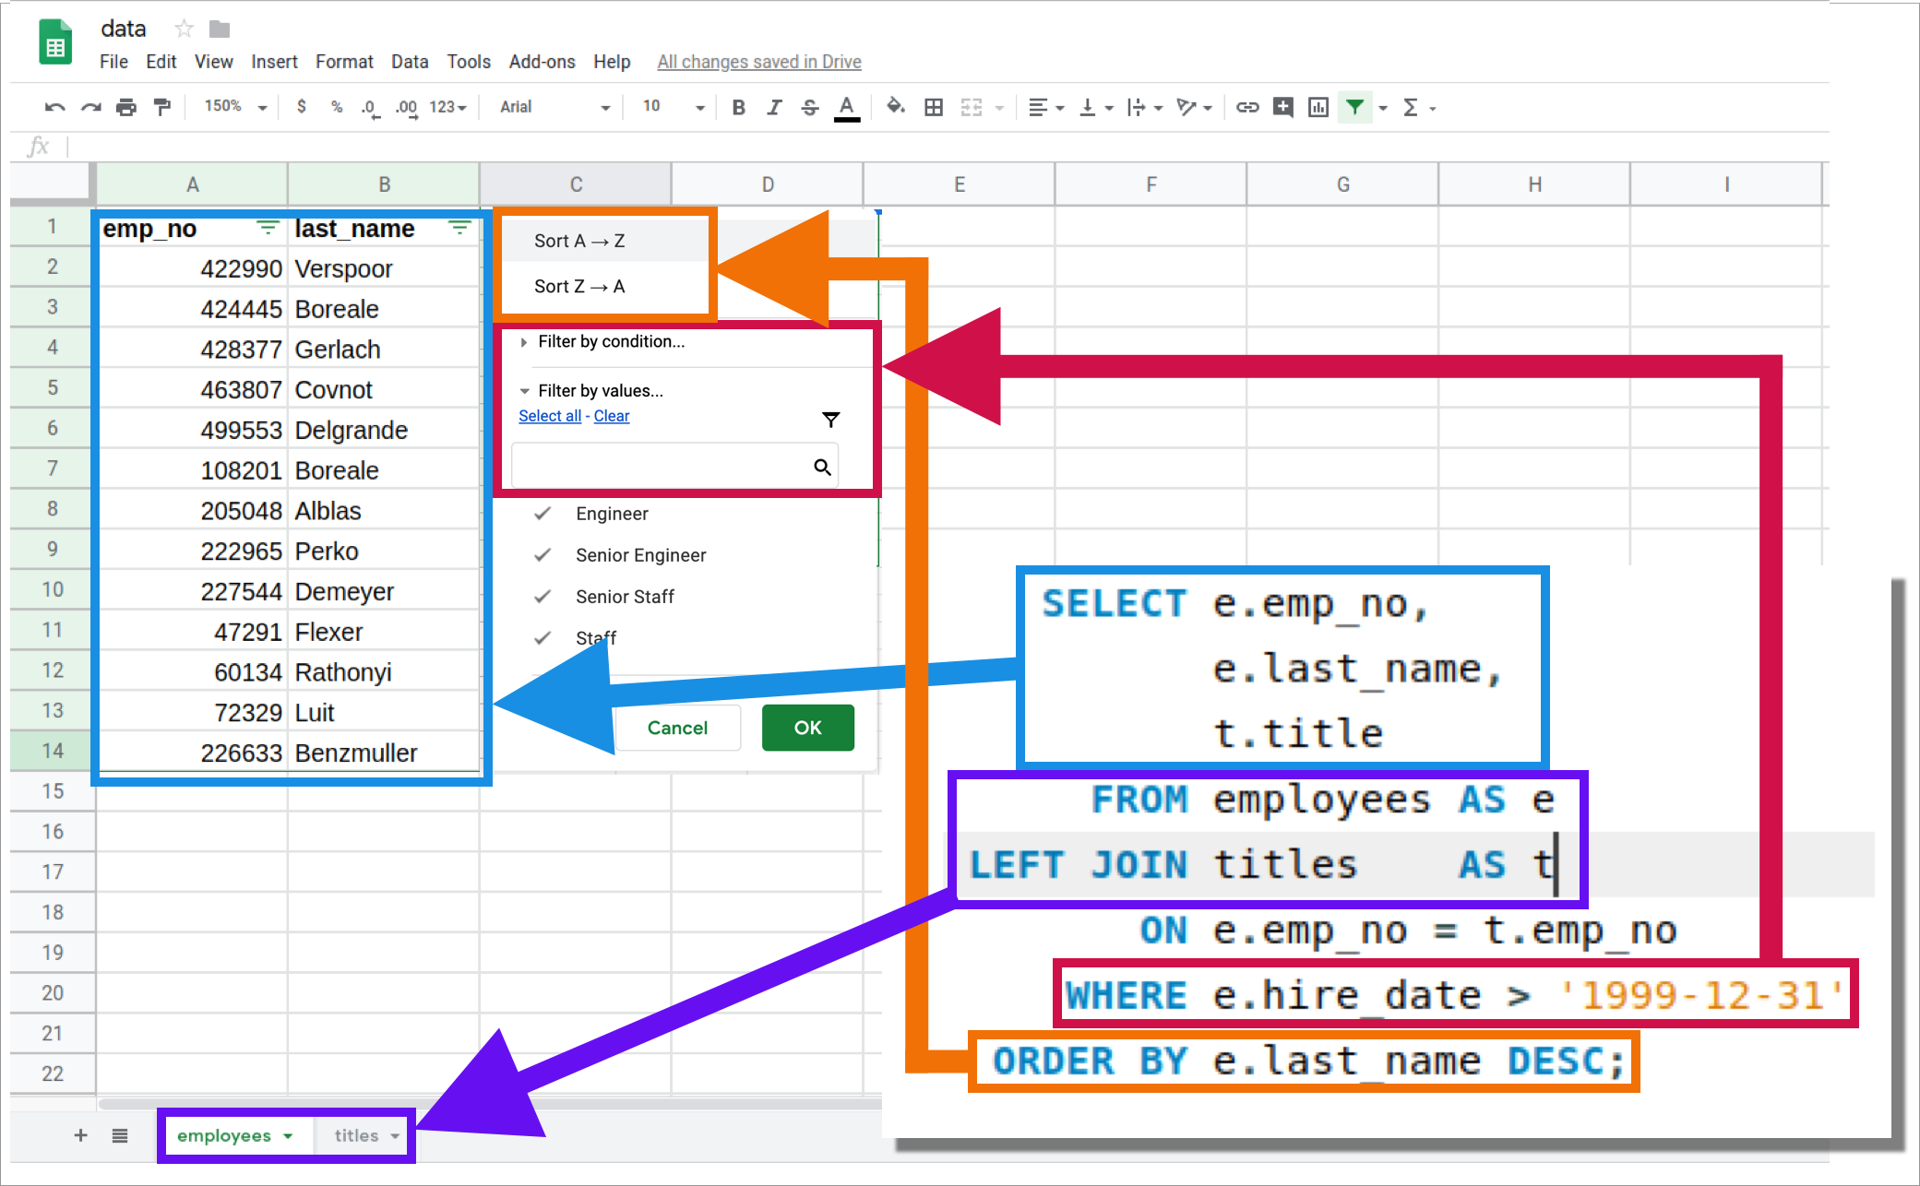 data
File Edit View Insert Format Data Tools Add-ons Help All changes saved in Drive
150% $ % .0 .00 123 Arial 10 B I S A Σ
fx
A B C D E F G H I
1 emp_no last_name
2 422990 Verspoor
3 424445 Boreale
4 428377 Gerlach
5 463807 Covnot
6 499553 Delgrande
7 108201 Boreale
8 205048 Alblas
9 222965 Perko
10 227544 Demeyer
11 47291 Flexer
12 60134 Rathonyi
13 72329 Luit
14 226633 Benzmuller
15
16
17
18
19
20
21
22
Sort A → Z
Sort Z → A
Filter by condition...
Filter by values...
Select all - Clear
Engineer
Senior Engineer
Senior Staff
Staff
Cancel OK
SELECT e.emp_no,
e.last_name,
t.title
FROM employees AS e
LEFT JOIN titles AS t
ON e.emp_no = t.emp_no
WHERE e.hire_date > '1999-12-31'
ORDER BY e.last_name DESC;
+ employees titles